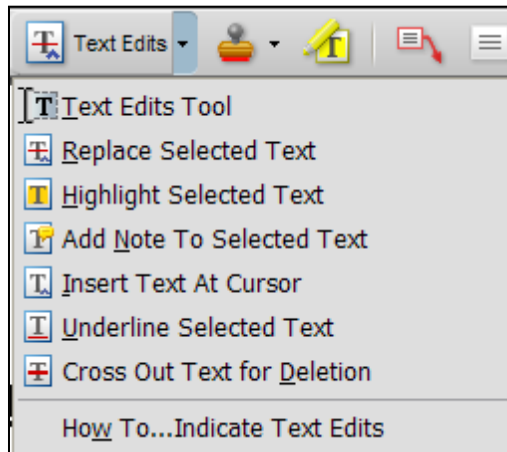 Text Edits
Text Edits Tool
Replace Selected Text
Highlight Selected Text
Add Note To Selected Text
Insert Text At Cursor
Underline Selected Text
Cross Out Text for Deletion
How To...Indicate Text Edits